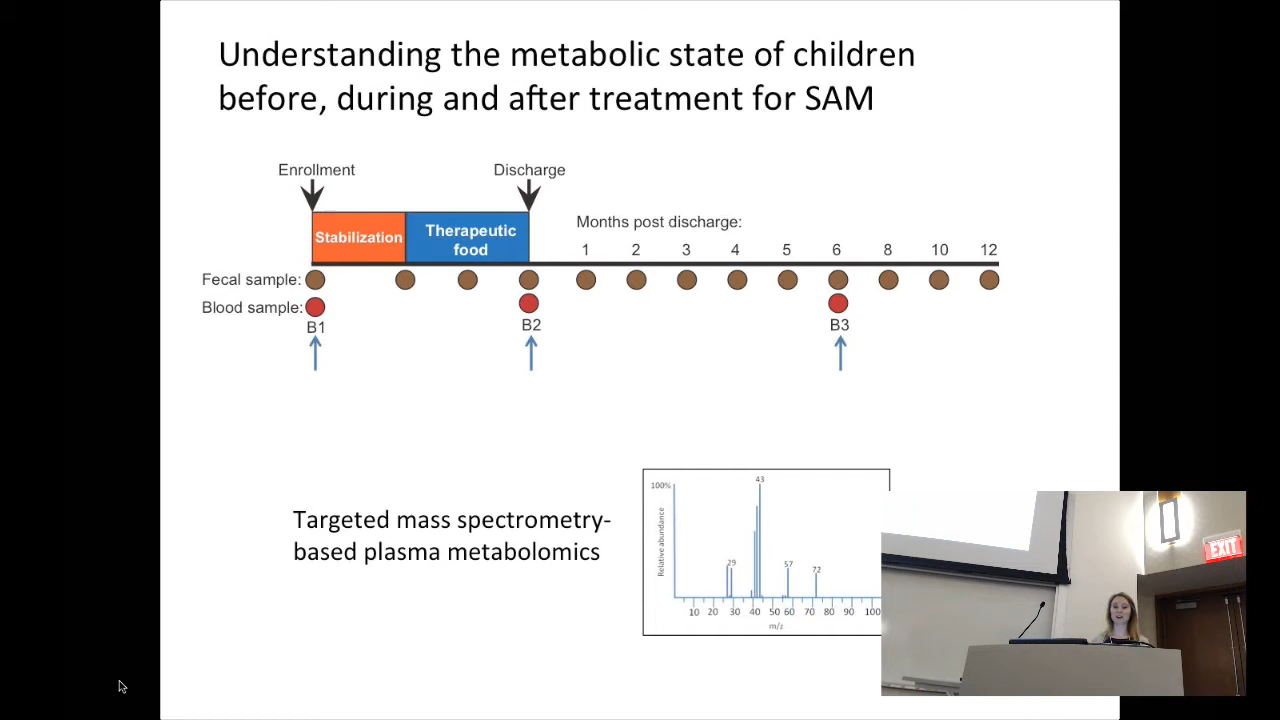 Understanding the metabolic state of children
before, during and after treatment for SAM
Enrollment
Discharge
Stabilization
Therapeutic
food
Months post discharge:
1 2 3 4 5 6 8 10 12
Fecal sample:
Blood sample:
B1 B2 B3
Targeted mass spectrometry-
based plasma metabolomics
100%
Relative abundance
43
29
57
72
10 20 30 40 50 60 70 80 90 100
m/z
EXIT